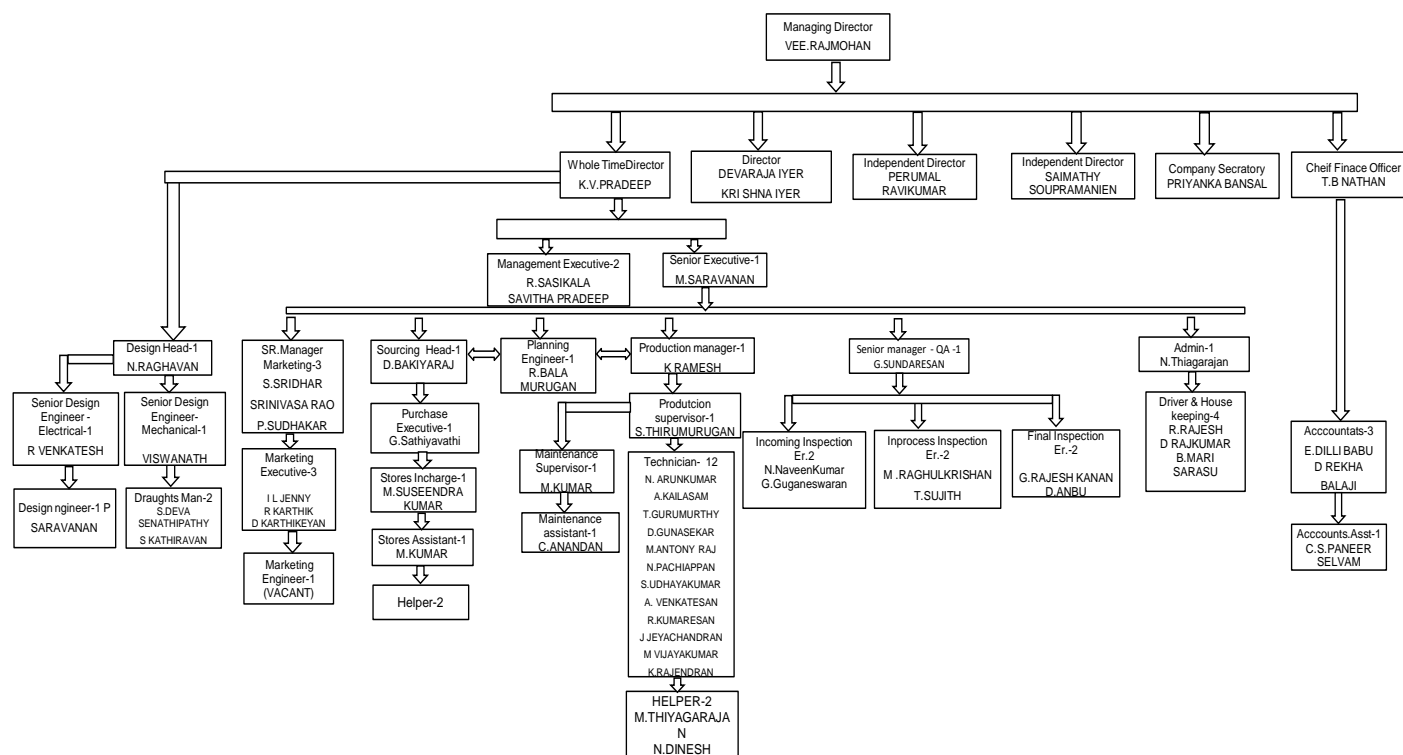 Managing Director
VEE.RAJMOHAN
Whole TimeDirector
K.V.PRADEEP
Director
DEVARAJA IYER
KRI SHNA IYER
Independent Director
PERUMAL
RAVIKUMAR
Independent Director
SAIMATHY
SOUPRAMANIEN
Company Secratory
PRIYANKA BANSAL
Cheif Finace Officer
T.B NATHAN
Management Executive-2
R.SASIKALA
SAVITHA PRADEEP
Senior Executive-1
M.SARAVANAN
Design Head-1
N.RAGHAVAN
SR.Manager
Marketing-3
S.SRIDHAR
SRINIVASA RAO
P.SUDHAKAR
Sourcing Head-1
D.BAKIYARAJ
Planning
Engineer-1
R.BALA
MURUGAN
Production manager-1
K RAMESH
Senior manager - QA -1
G.SUNDARESAN
Admin-1
N.Thiagarajan
Senior Design
Engineer -
Electrical-1
R VENKATESH
Senior Design
Engineer-
Mechanical-1
VISWANATH
Purchase
Executive-1
G.Sathiyavathi
Produtcion
supervisor-1
S.THIRUMURUGAN
Driver & House
keeping-4
R.RAJESH
D RAJKUMAR
B.MARI
SARASU
Incoming Inspection
Er.2
N.NaveenKumar
G.Guganeswaran
Inprocess Inspection
Er.-2
M .RAGHULKRISHAN
T.SUJITH
Final Inspection
Er.-2
G.RAJESH KANAN
D.ANBU
Acccountats-3
E.DILLI BABU
D REKHA
BALAJI
Marketing
Executive-3
I L JENNY
R KARTHIK
D KARTHIKEYAN
Stores Incharge-1
M.SUSEENDRA
KUMAR
Maintenance
Supervisor-1
M.KUMAR
Technician- 12
N. ARUNKUMAR
A.KAILASAM
T.GURUMURTHY
D.GUNASEKAR
M.ANTONY RAJ
N.PACHIAPPAN
S.UDHAYAKUMAR
A. VENKATESAN
R.KUMARESAN
J JEYACHANDRAN
M VIJAYAKUMAR
K.RAJENDRAN
Design ngineer-1 P
SARAVANAN
Draughts Man-2
S.DEVA
SENATHIPATHY
S KATHIRAVAN
Maintenance
assistant-1
C.ANANDAN
Stores Assistant-1
M.KUMAR
Acccounts.Asst-1
C.S.PANEER
SELVAM
Marketing
Engineer-1
(VACANT)
Helper-2
HELPER-2
M.THIYAGARAJA
N
N.DINESH